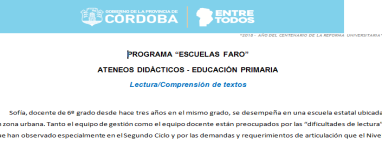 GOBIERNO DE LA PROVINCIA DE
CÓRDOBA
ENTRE
TODOS
"2018 - AÑO DEL CENTENARIO DE LA REFORMA UNIVERSITARIA"
PROGRAMA "ESCUELAS FARO"
ATENEOS DIDÁCTICOS - EDUCACIÓN PRIMARIA
Lectura/Comprensión de textos
Sofía, docente de 6º grado desde hace tres años en el mismo grado, se desempeña en una escuela estatal ubicada
zona urbana. Tanto el equipo de gestión como el equipo docente están preocupados por las "dificultades de lectura"
ue han observado especialmente en el Segundo Ciclo y por las demandas y requerimientos de articulación que el Nive